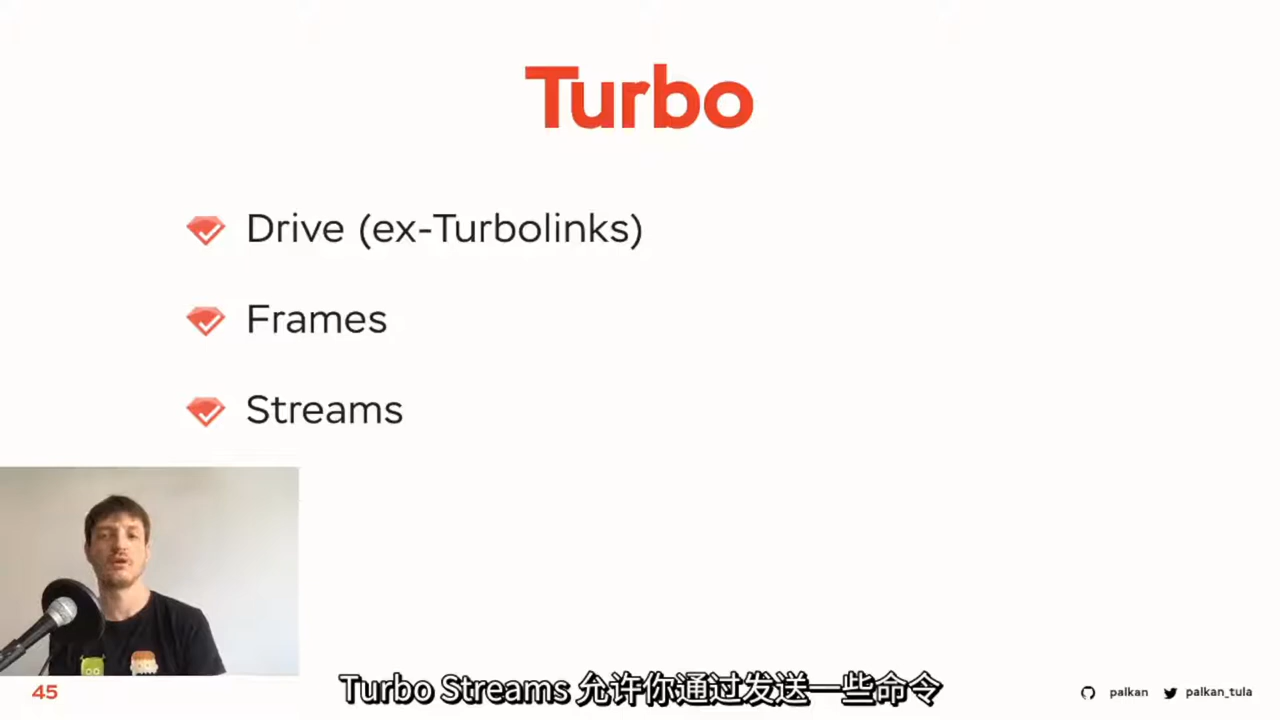 Turbo
Drive (ex-Turbolinks)
Frames
Streams
45
Turbo Streams 允许你通过发送一些命令
palkan
palkan_tula